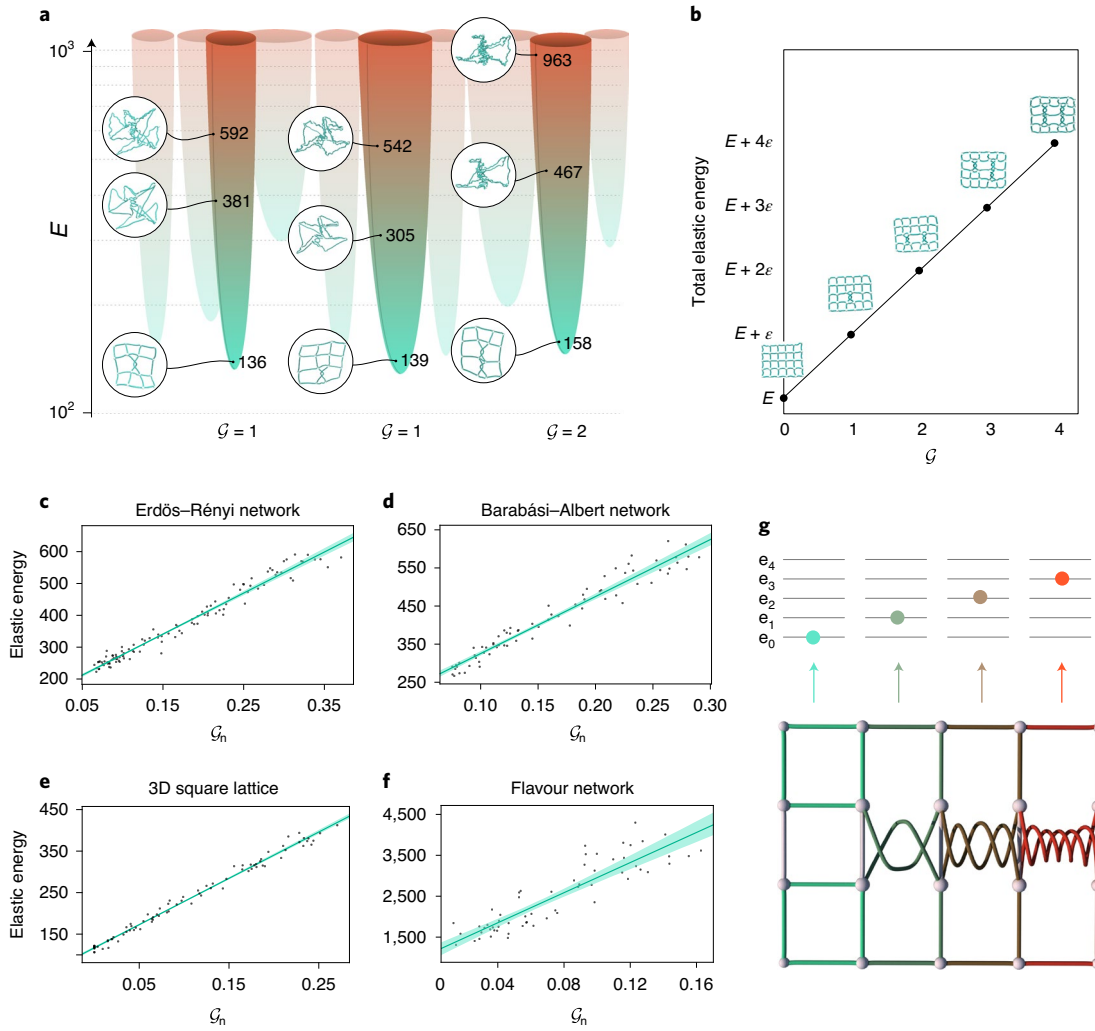 a
10³
E
10²
592
381
136
542
305
139
963
467
158
𝒢 = 1
𝒢 = 1
𝒢 = 2
b
Total elastic energy
E + 4ε
E + 3ε
E + 2ε
E + ε
E
0 1 2 3 4
𝒢
c
Erdös–Rényi network
Elastic energy
600
500
400
300
200
0.05 0.15 0.25 0.35
𝒢n
d
Barabási–Albert network
650
550
450
350
250
0.10 0.15 0.20 0.25 0.30
𝒢n
e
3D square lattice
Elastic energy
450
350
250
150
0.05 0.15 0.25
𝒢n
f
Flavour network
4,500
3,500
2,500
1,500
0 0.04 0.08 0.12 0.16
𝒢n
g
e₄
e₃
e₂
e₁
e₀